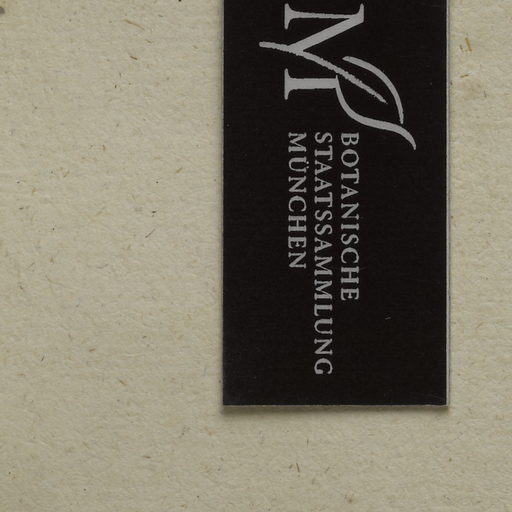 M
BOTANISCHE
STAATSSAMMLUNG
MÜNCHEN